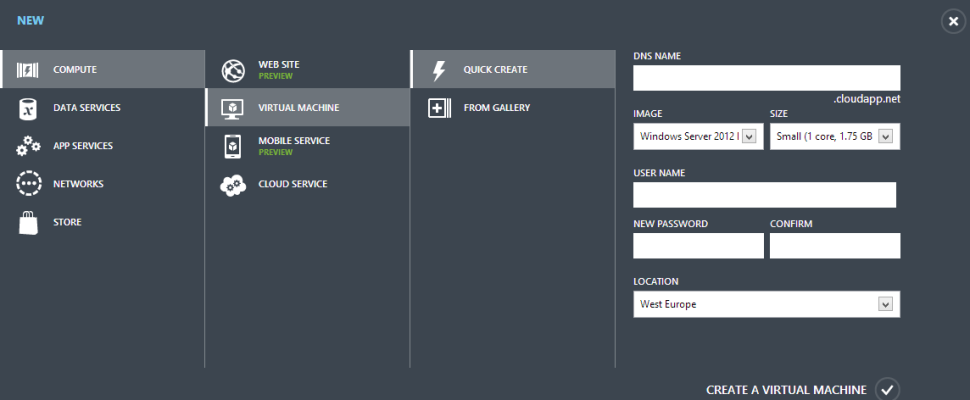 NEW
COMPUTE
DATA SERVICES
APP SERVICES
NETWORKS
STORE
WEB SITE
PREVIEW
VIRTUAL MACHINE
MOBILE SERVICE
PREVIEW
CLOUD SERVICE
QUICK CREATE
FROM GALLERY
DNS NAME
.cloudapp.net
IMAGE
SIZE
Windows Server 2012
Small (1 core, 1.75 GB
USER NAME
NEW PASSWORD
CONFIRM
LOCATION
West Europe
CREATE A VIRTUAL MACHINE